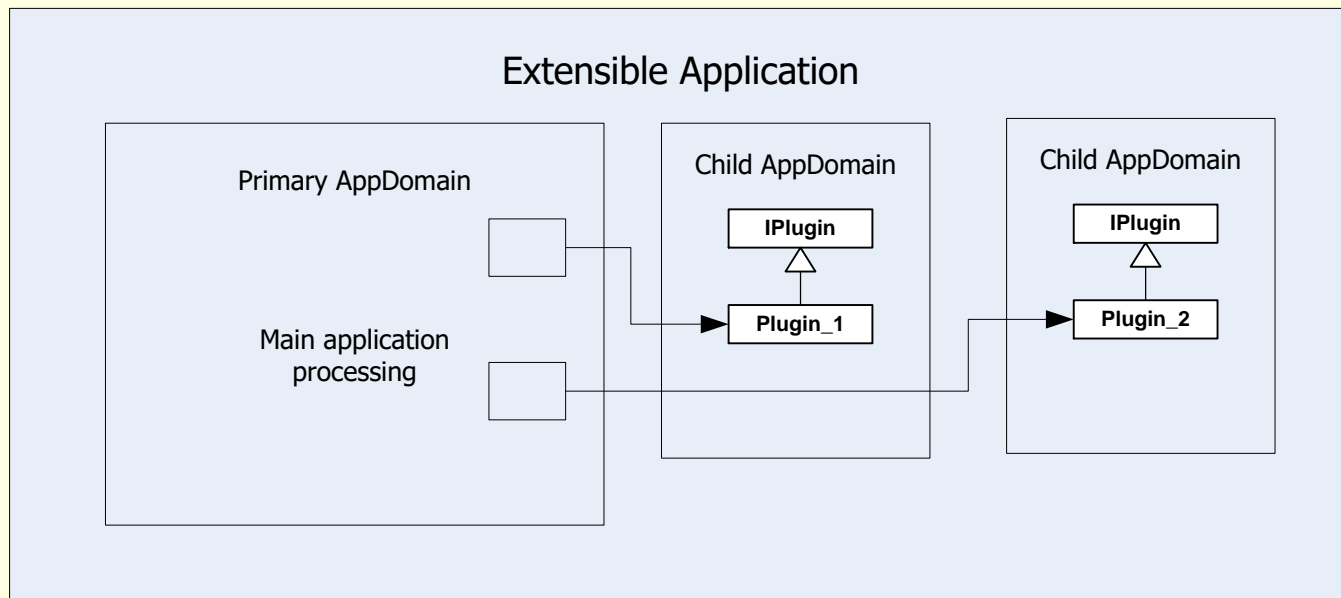 Extensible Application
Primary AppDomain
Main application
processing
Child AppDomain
IPlugin
Plugin_1
Child AppDomain
IPlugin
Plugin_2